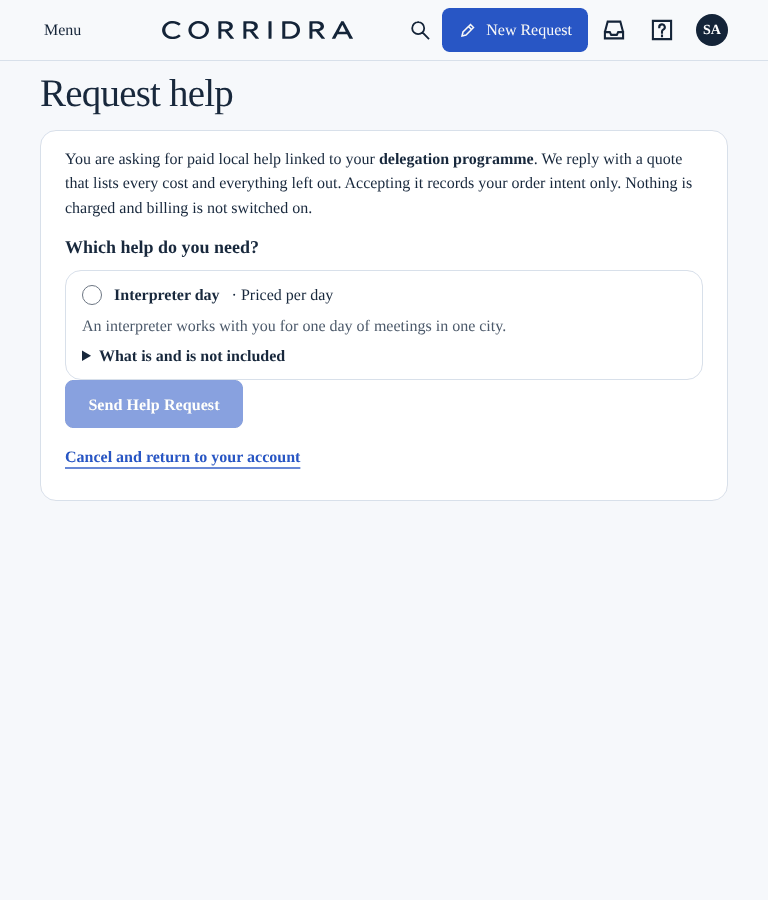 Menu
CORRIDRA
New Request
SA
Request help
You are asking for paid local help linked to your delegation programme. We reply with a quote
that lists every cost and everything left out. Accepting it records your order intent only. Nothing is
charged and billing is not switched on.
Which help do you need?
Interpreter day · Priced per day
An interpreter works with you for one day of meetings in one city.
What is and is not included
Send Help Request
Cancel and return to your account